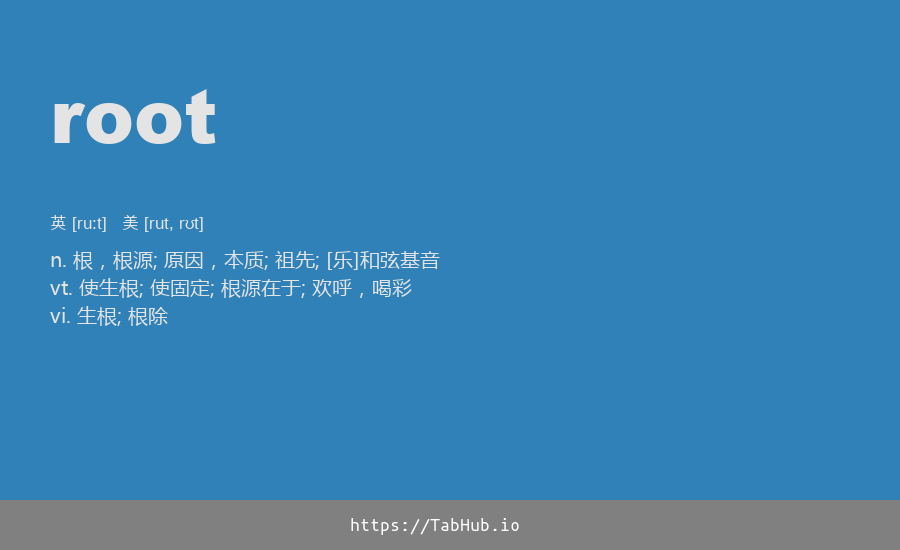 root
英 [ru:t] 美 [rut, rʊt]
n. 根，根源; 原因，本质; 祖先; [乐]和弦基音
vt. 使生根; 使固定; 根源在于; 欢呼，喝彩
vi. 生根; 根除
https://TabHub.io